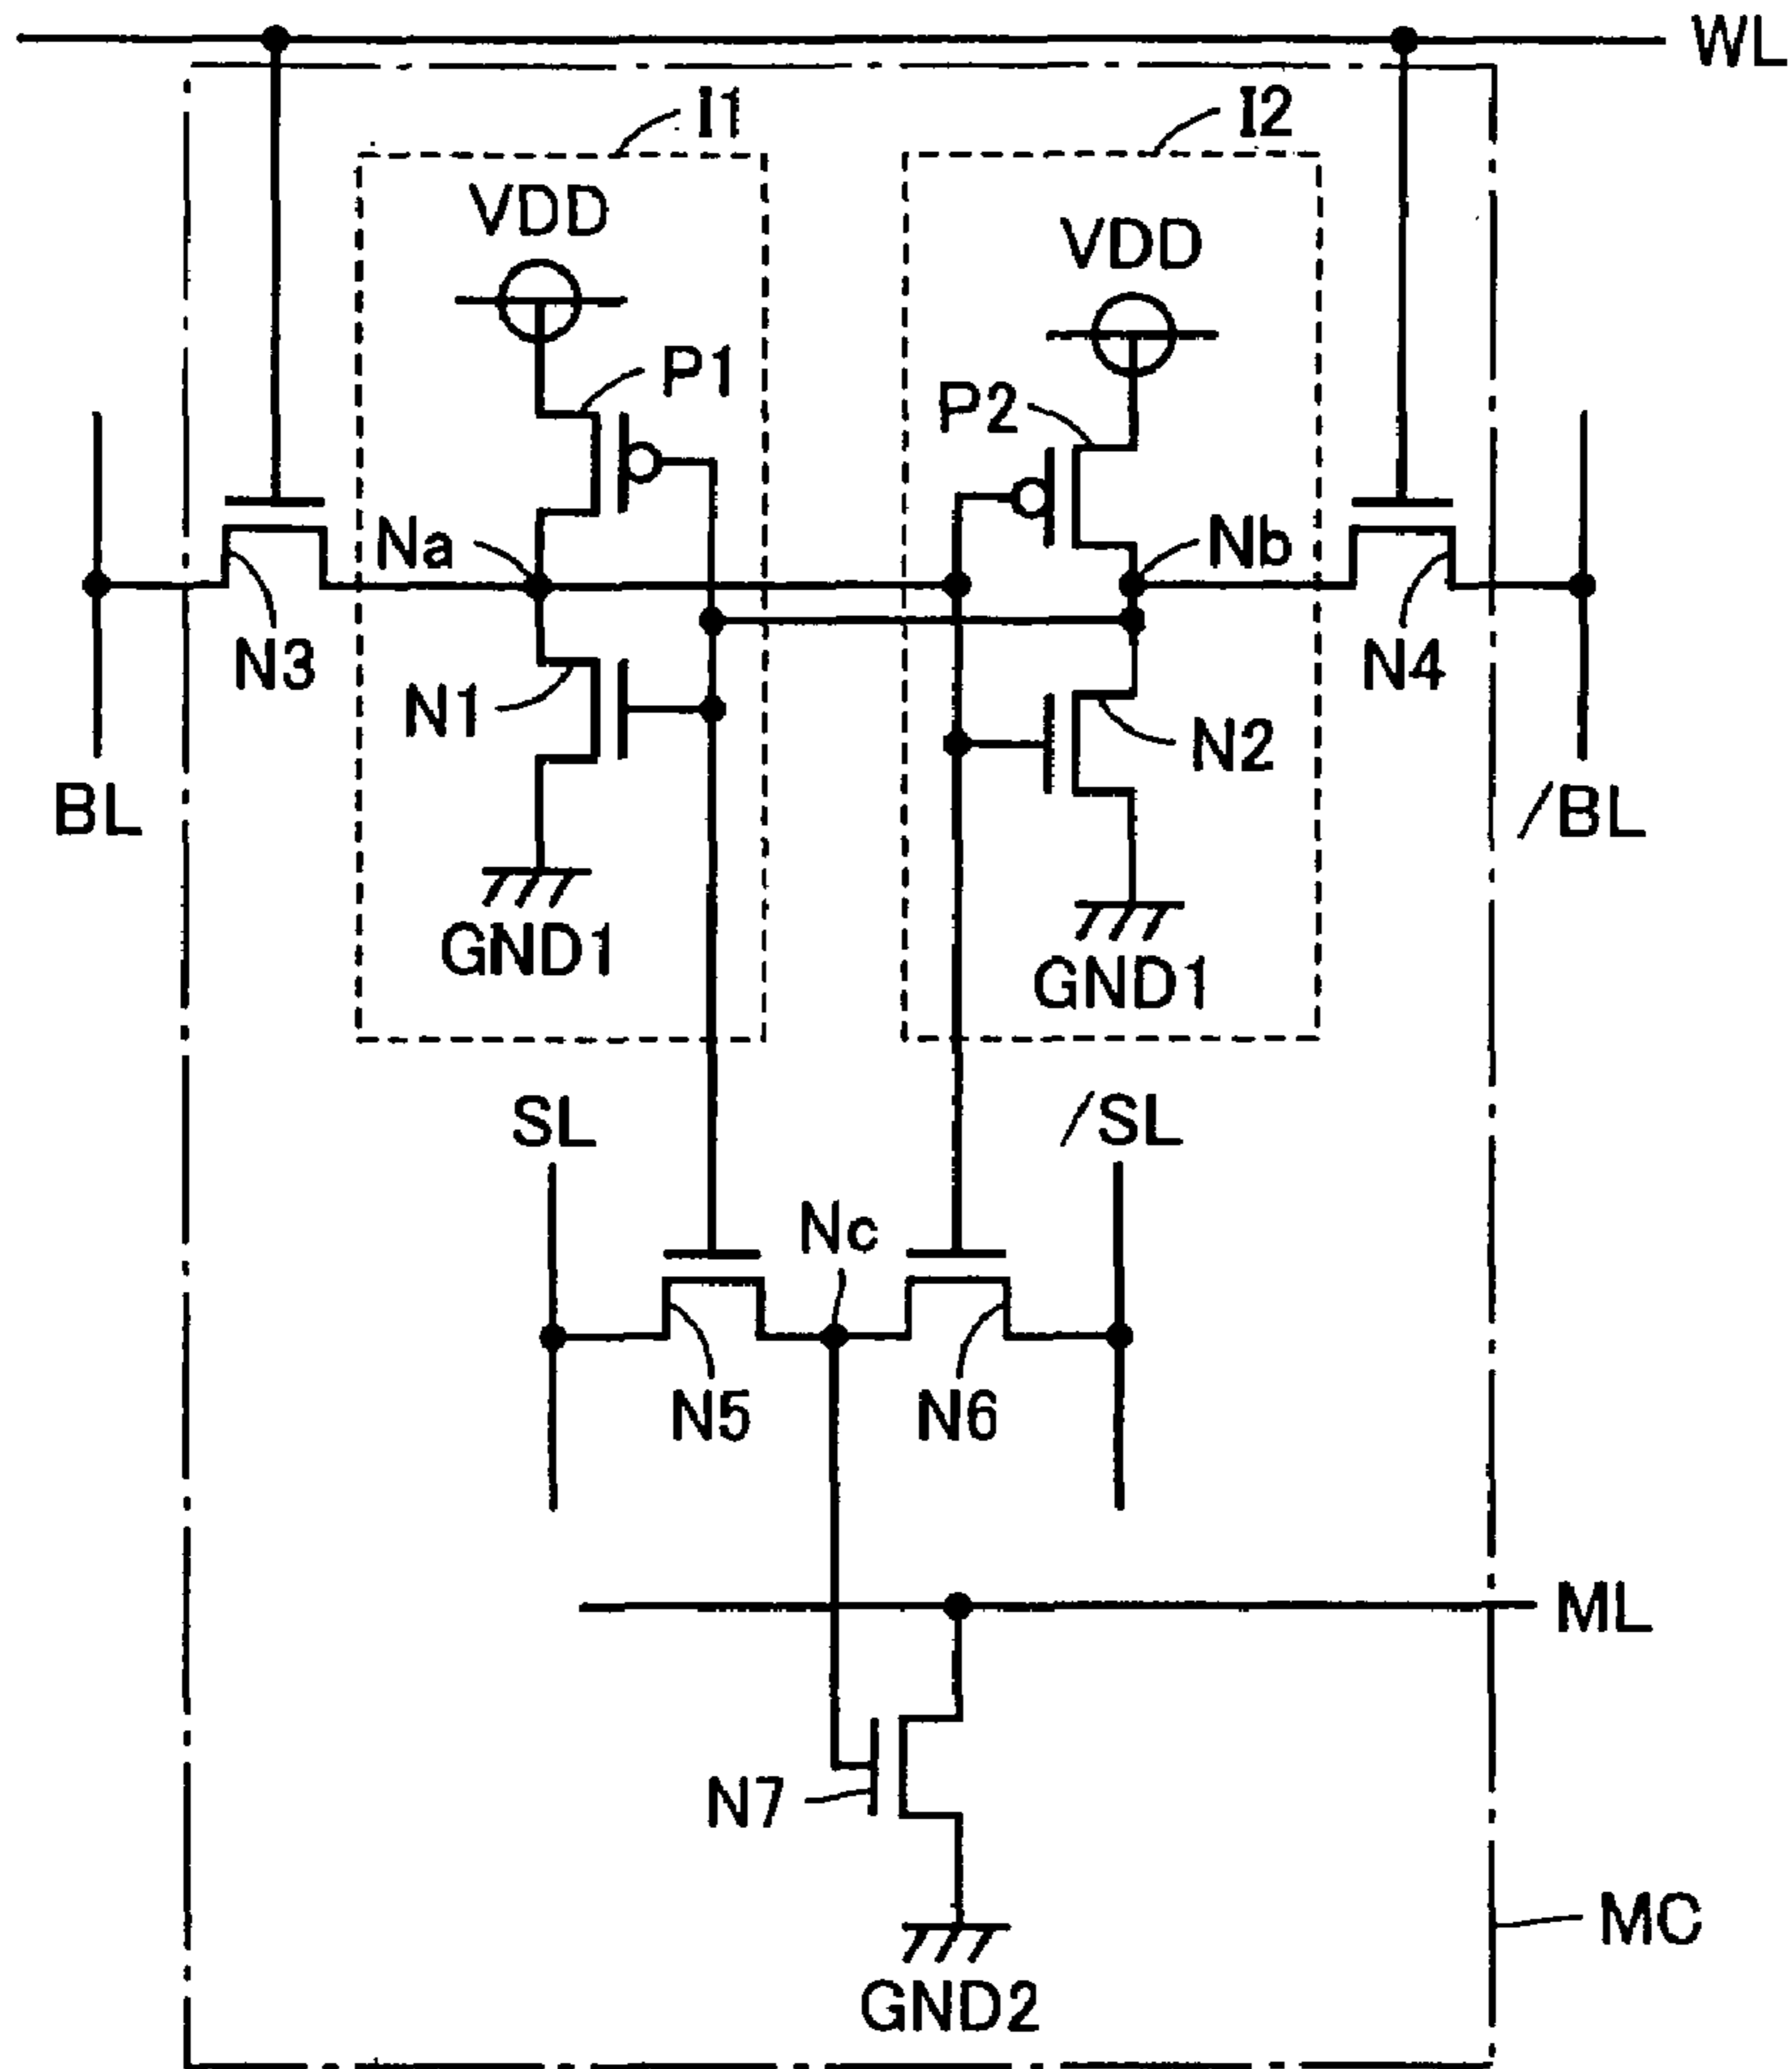 WL
I1
I2
VDD
VDD
P1
P2
Na
Nb
N3
N1
N2
N4
BL
/BL
GND1
GND1
SL
/SL
Nc
N5
N6
ML
N7
MC
GND2